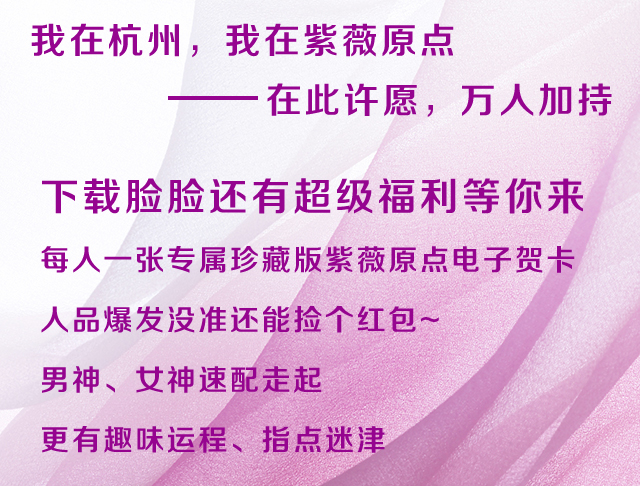 我在杭州，我在紫薇原点
——在此许愿，万人加持
下载脸脸还有超级福利等你来
每人一张专属珍藏版紫薇原点电子贺卡
人品爆发没准还能捡个红包~
男神、女神速配走起
更有趣味运程、指点迷津